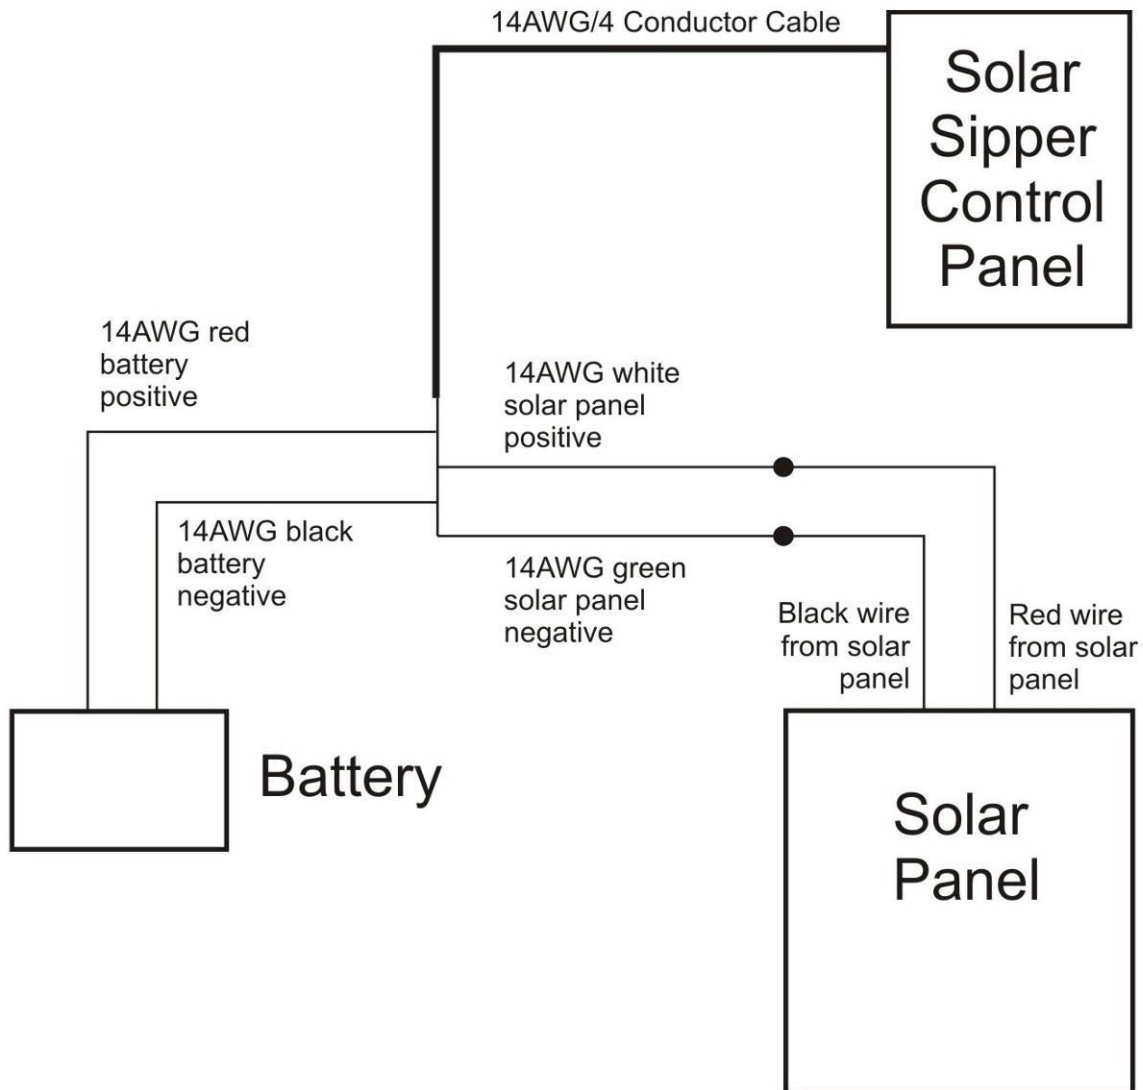 14AWG/4 Conductor Cable
Solar
Sipper
Control
Panel
14AWG red
battery
positive
14AWG white
solar panel
positive
14AWG black
battery
negative
14AWG green
solar panel
negative
Black wire
from solar
panel
Red wire
from solar
panel
Battery
Solar
Panel